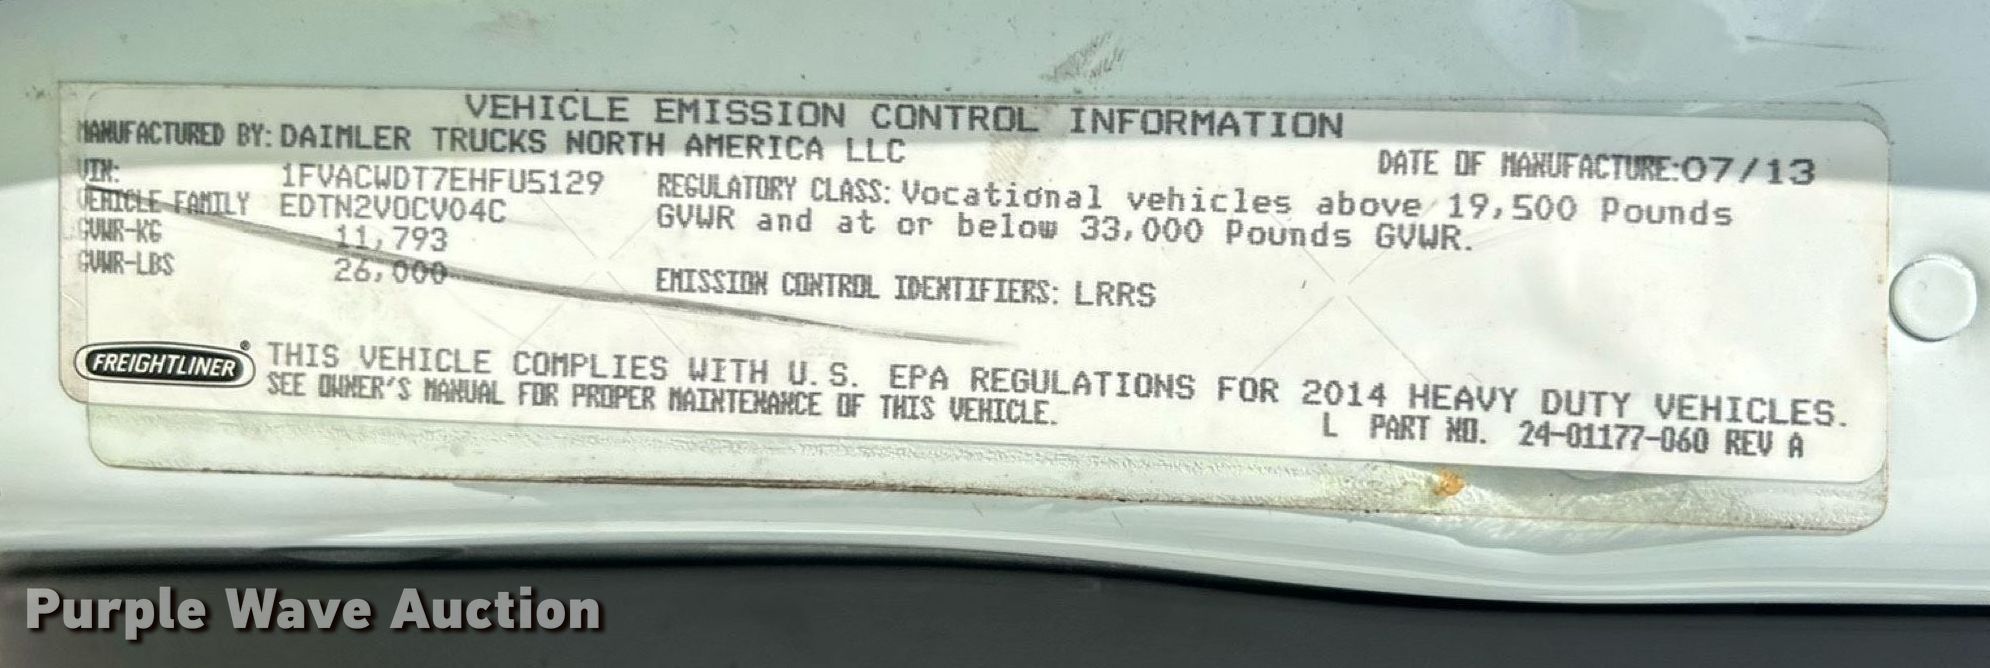 VEHICLE EMISSION CONTROL INFORMATION
MANUFACTURED BY: DAIMLER TRUCKS NORTH AMERICA LLC
DATE OF MANUFACTURE: 07/13
VIN: 1FVACWDT7EHFU5129
VEHICLE FAMILY EDTN2VOCV04C
GVWR-KG 11,793
GVWR-LBS 26,000
REGULATORY CLASS: Vocational vehicles above 19,500 Pounds
GVWR and at or below 33,000 Pounds GVWR.
EMISSION CONTROL IDENTIFIERS: LRRS
FREIGHTLINER®
THIS VEHICLE COMPLIES WITH U.S. EPA REGULATIONS FOR 2014 HEAVY DUTY VEHICLES.
SEE OWNER'S MANUAL FOR PROPER MAINTENANCE OF THIS VEHICLE.
L PART NO. 24-01177-060 REV A
Purple Wave Auction